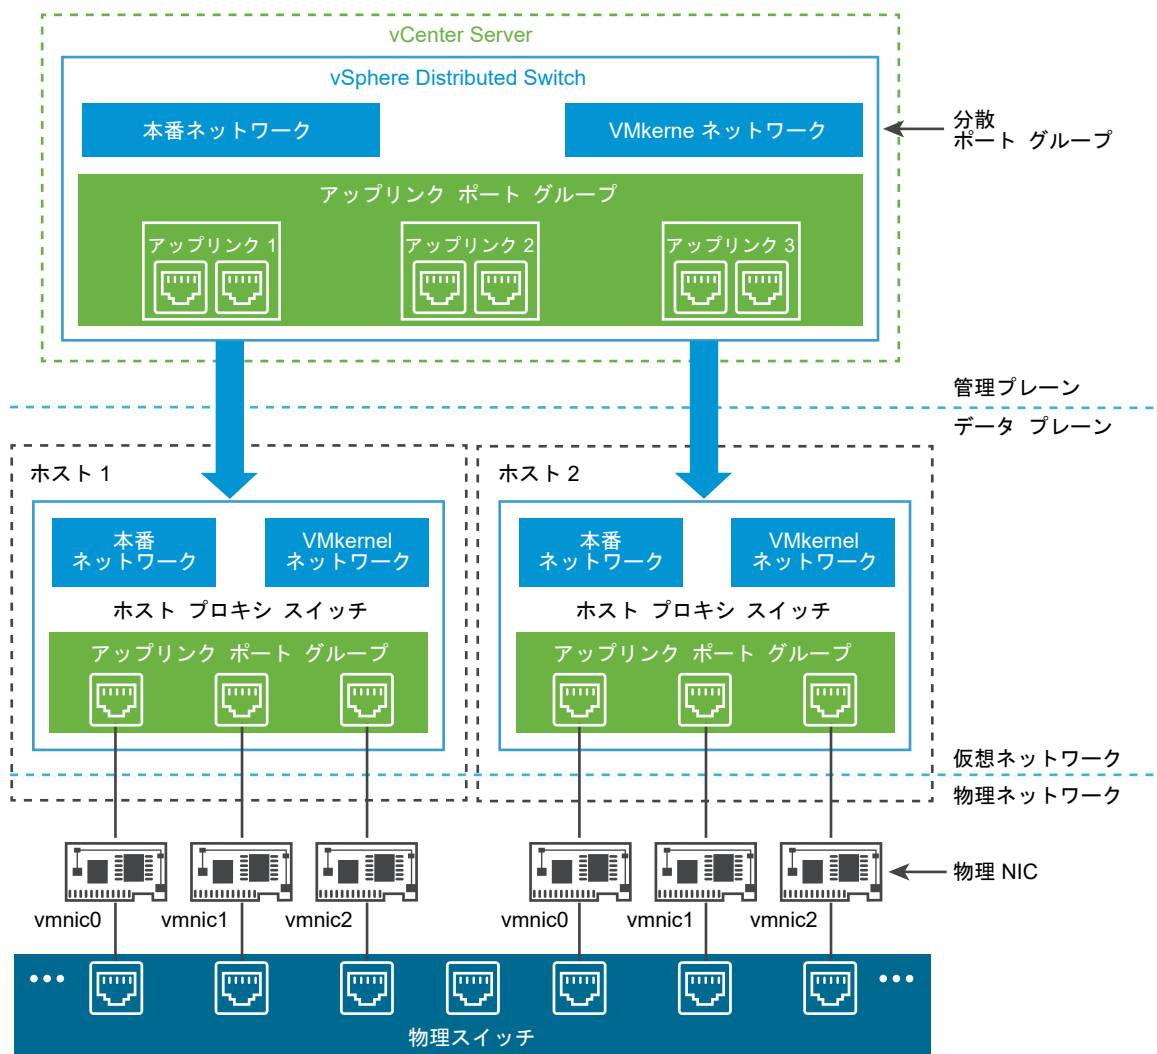 vCenter Server
vSphere Distributed Switch
本番ネットワーク
VMkerne ネットワーク
分散
ポート グループ
アップリンク ポート グループ
アップリンク 1
アップリンク 2
アップリンク 3
管理プレーン
データ プレーン
ホスト 1
ホスト 2
本番
ネットワーク
VMkernel
ネットワーク
本番
ネットワーク
VMkernel
ネットワーク
ホスト プロキシ スイッチ
ホスト プロキシ スイッチ
アップリンク ポート グループ
アップリンク ポート グループ
仮想ネットワーク
物理ネットワーク
物理 NIC
vmnic0
vmnic1
vmnic2
vmnic0
vmnic1
vmnic2
物理スイッチ